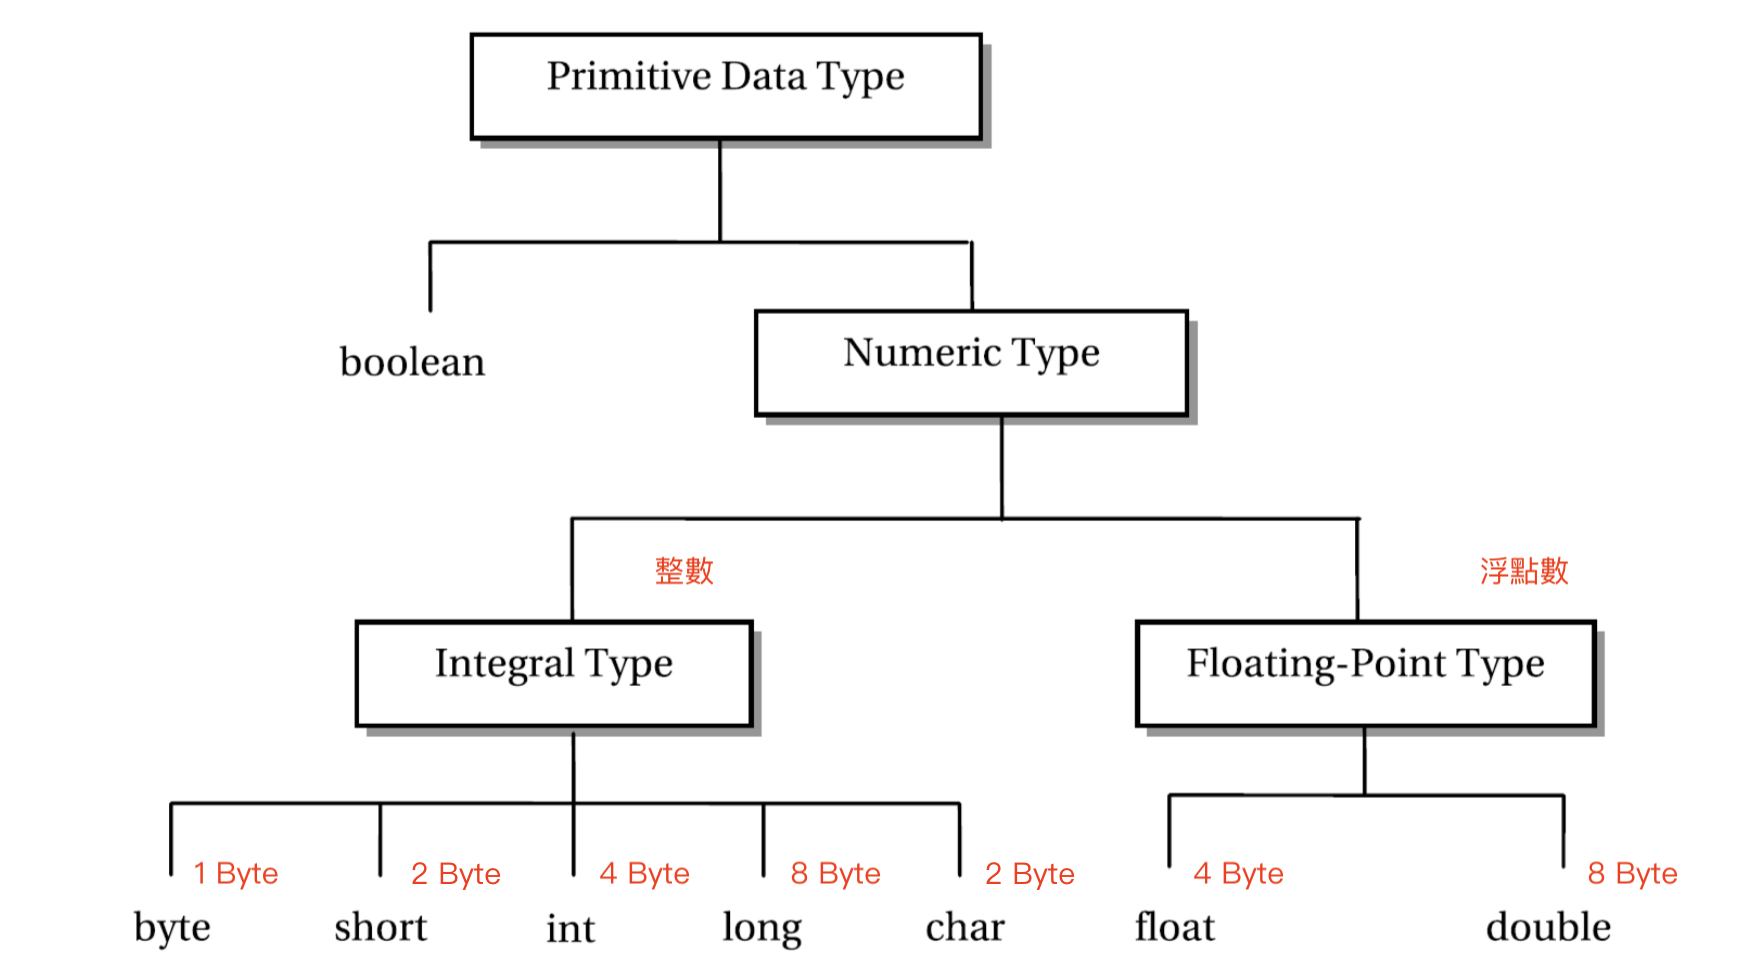 Primitive Data Type
boolean
Numeric Type
整數
浮點數
Integral Type
Floating-Point Type
1 Byte
2 Byte
4 Byte
8 Byte
2 Byte
4 Byte
8 Byte
byte
short
int
long
char
float
double